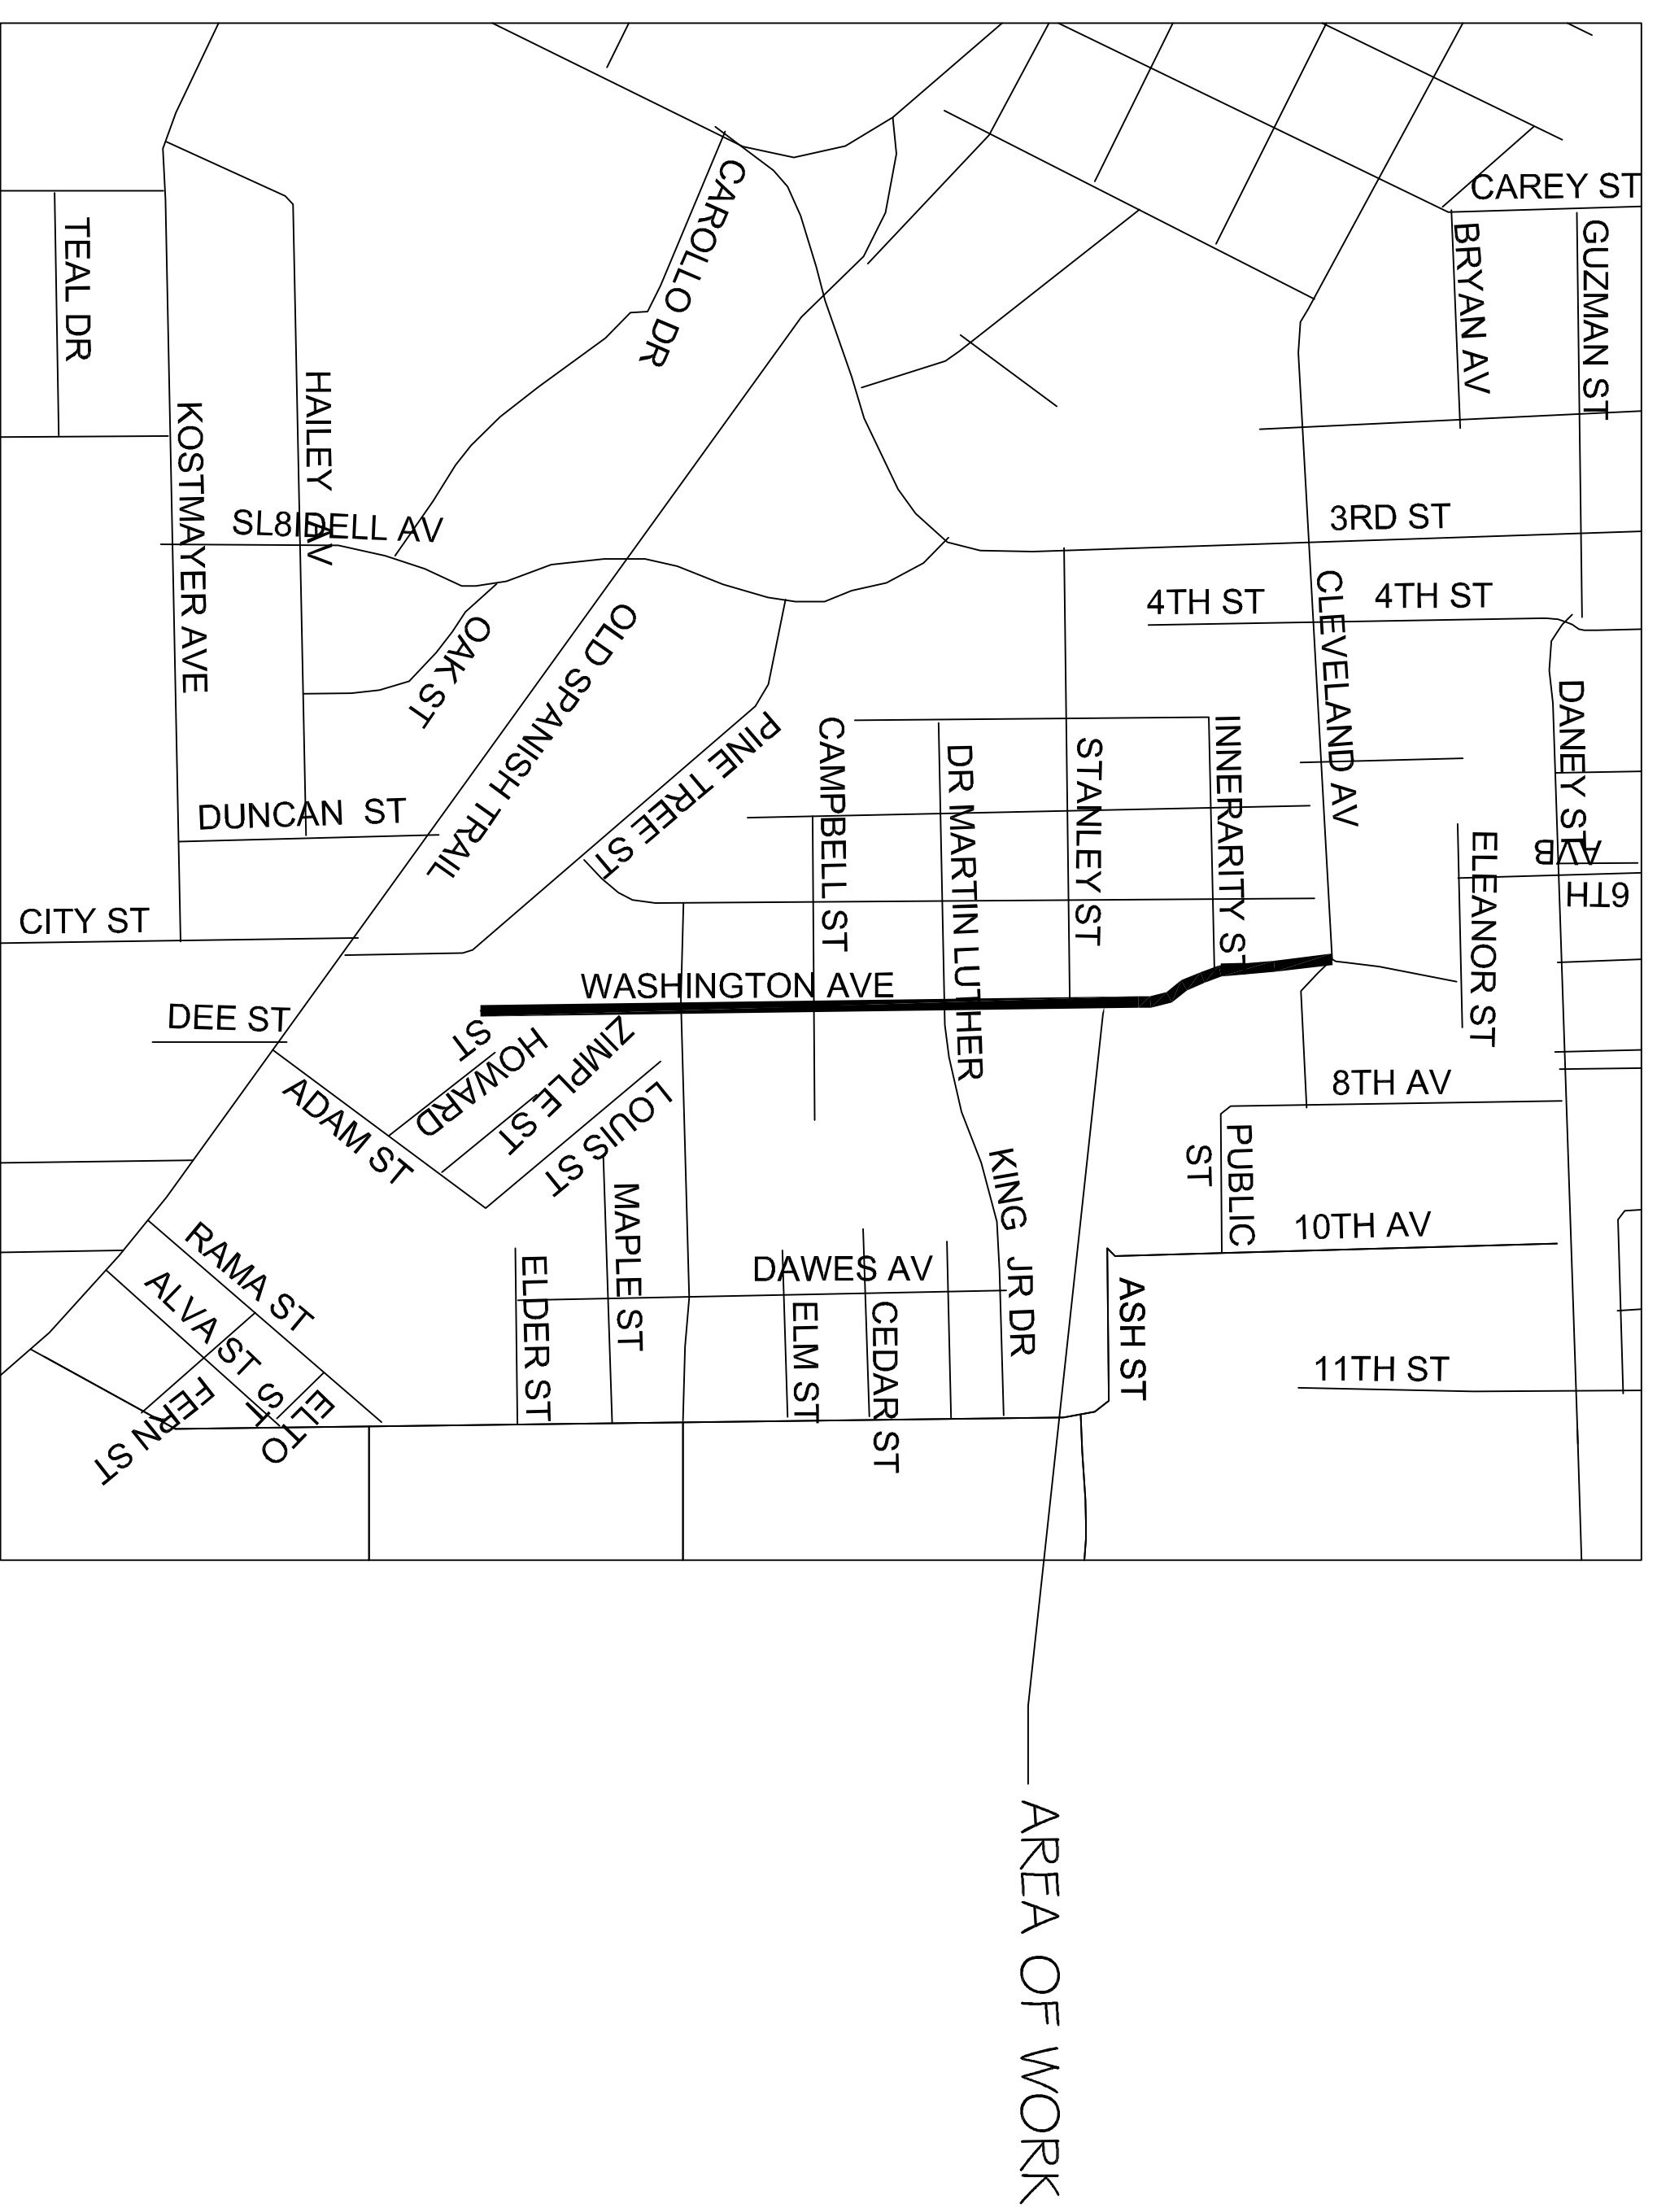 CAREY ST
TEAL DR
CAROLLO DR
BRYAN AV
GUZMAN ST
KOSTMAYER AVE
HAILEY AV
SL8IDELL AV
3RD ST
4TH ST
4TH ST
CLEVELAND AV
OAK ST
OLD SPANISH TRAIL
PINE TREE ST
DANEY ST
CAMPBELL ST
DR MARTIN LUTHER
KING JR DR
STANLEY ST
INNERARITY ST
DUNCAN ST
ELEANOR ST
AVB
6TH
CITY ST
WASHINGTON AVE
DEE ST
HOWARD
ST
ZIMPLE ST
LOUIS ST
ADAM ST
8TH AV
PUBLIC
ST
MAPLE ST
10TH AV
RAMA ST
ALVA ST
ELDER ST
DAWES AV
ELM ST
CEDAR ST
ASH ST
11TH ST
FERN ST
ELTO
ST
AREA OF WORK